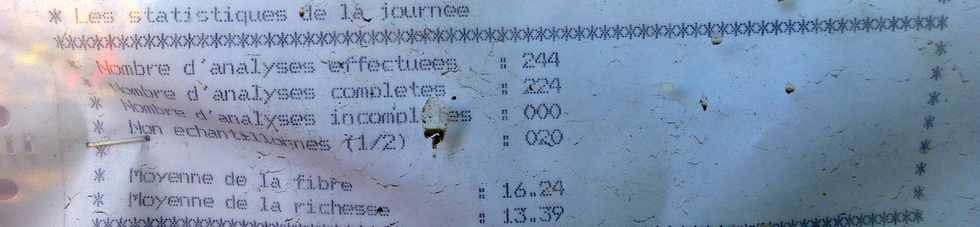 * Les statistiques de la journee
************************************************************************************
Nombre d'analyses effectuees : 244 *
* Nombre d'analyses completes : 224 *
* Nombre d'analyses incompletes : 000 *
* Non echantillonnes (1/2) : 020 *
* *
* Moyenne de la fibre : 16.24 *
* Moyenne de la richesse : 13.39 *
************************************************************************************